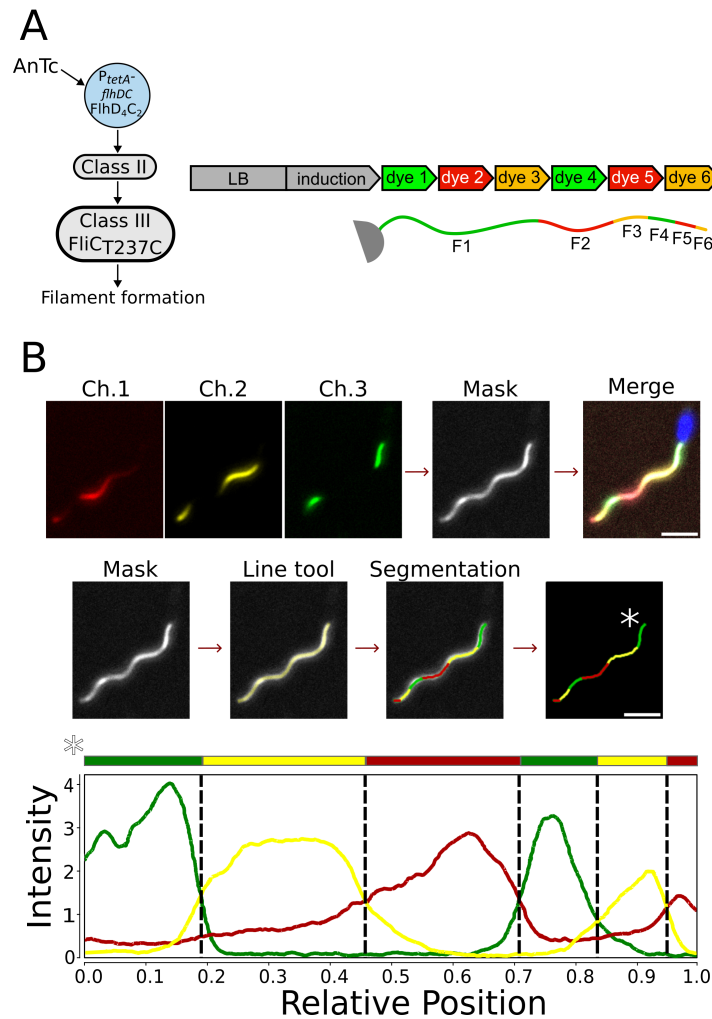 A
AnTc
PtetA-
flhDC
FlhD4C2
Class II
Class III
FliCT237C
Filament formation
LB induction dye 1 dye 2 dye 3 dye 4 dye 5 dye 6
F1 F2 F3 F4 F5 F6
B
Ch.1 Ch.2 Ch.3 Mask Merge
Mask Line tool Segmentation
*
*
Intensity
4
3
2
1
0
0.0 0.1 0.2 0.3 0.4 0.5 0.6 0.7 0.8 0.9 1.0
Relative Position